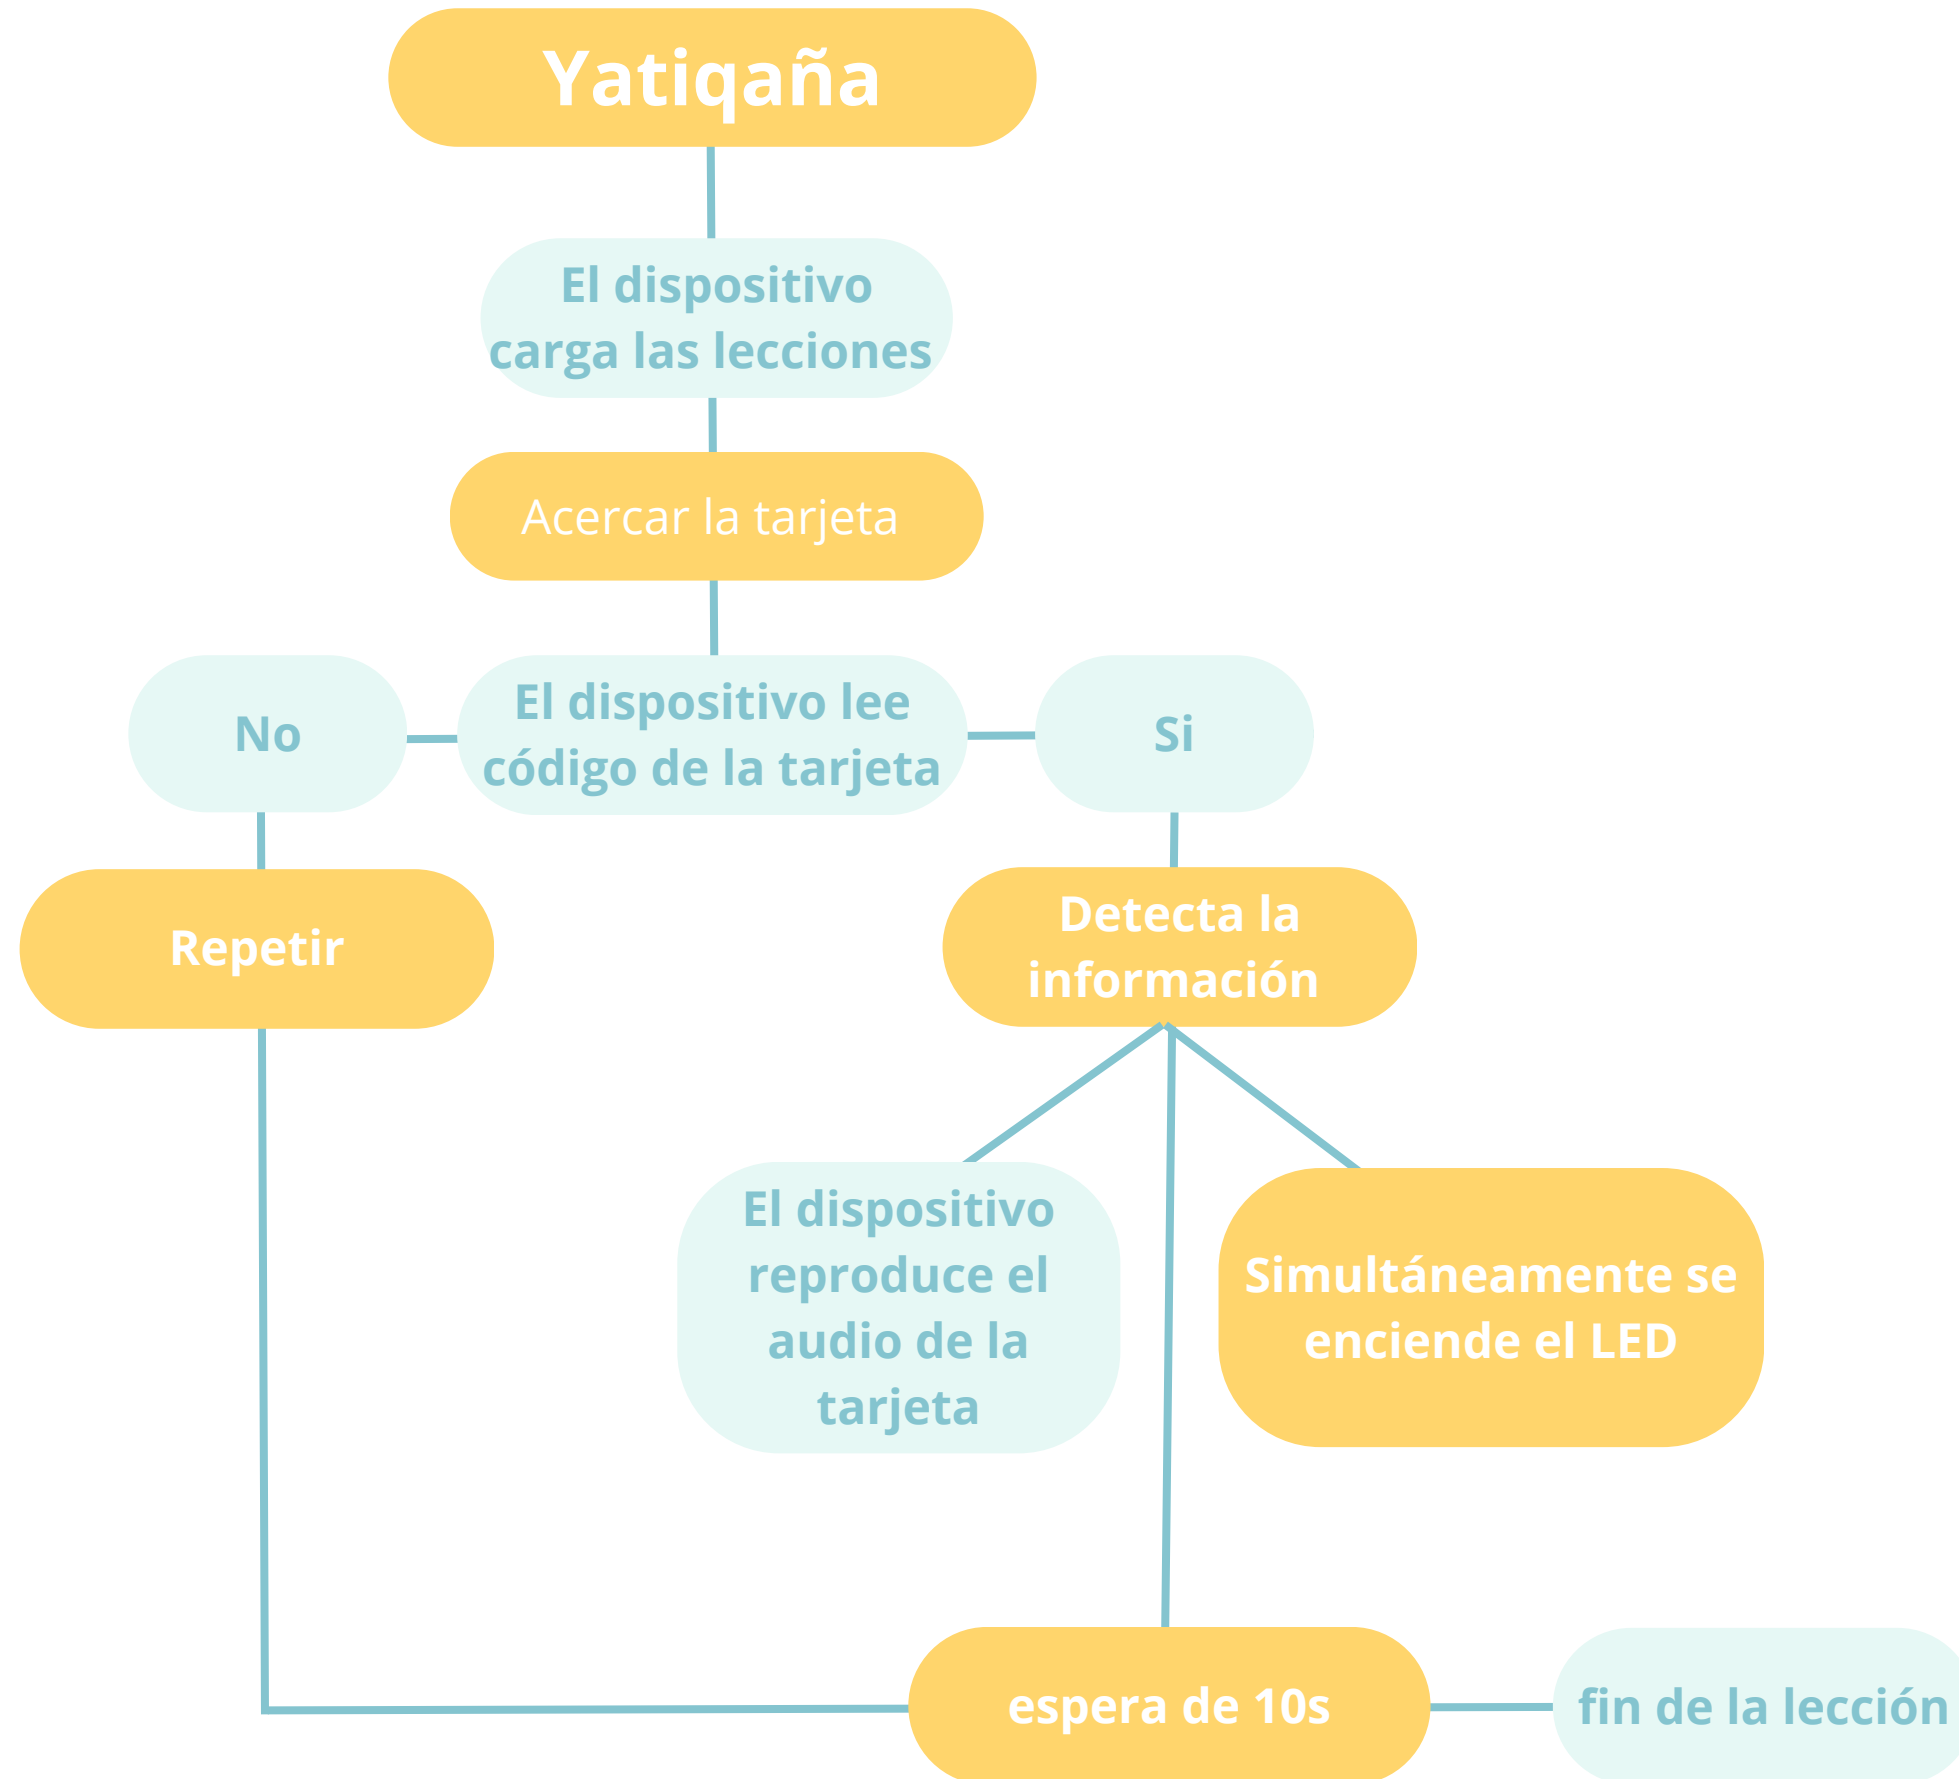 Yatiqaña
El dispositivo
carga las lecciones
Acercar la tarjeta
No
El dispositivo lee
código de la tarjeta
Si
Repetir
Detecta la
información
El dispositivo
reproduce el
audio de la
tarjeta
Simultáneamente se
enciende el LED
espera de 10s
fin de la lección